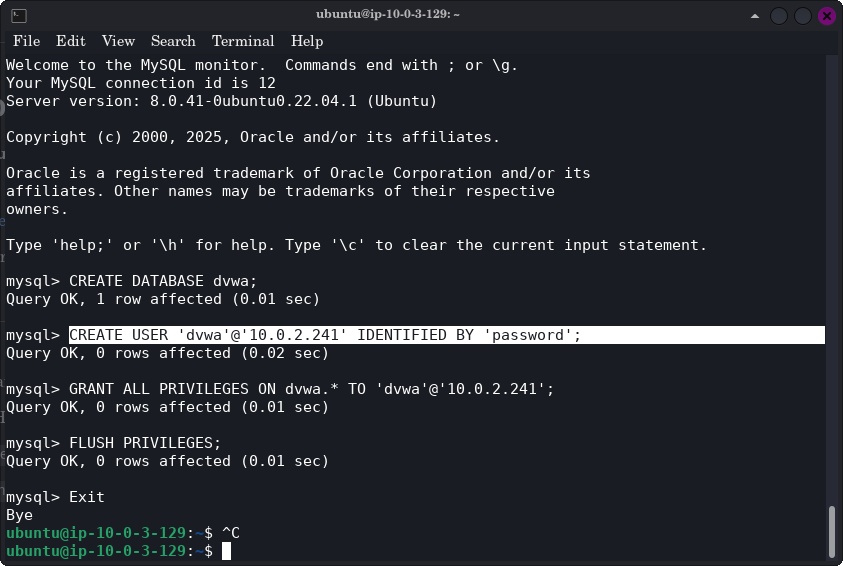 ubuntu@ip-10-0-3-129: ~
File Edit View Search Terminal Help
Welcome to the MySQL monitor.  Commands end with ; or \g.
Your MySQL connection id is 12
Server version: 8.0.41-0ubuntu0.22.04.1 (Ubuntu)
Copyright (c) 2000, 2025, Oracle and/or its affiliates.
Oracle is a registered trademark of Oracle Corporation and/or its
affiliates. Other names may be trademarks of their respective
owners.
Type 'help;' or '\h' for help. Type '\c' to clear the current input statement.
mysql> CREATE DATABASE dvwa;
Query OK, 1 row affected (0.01 sec)
mysql> CREATE USER 'dvwa'@'10.0.2.241' IDENTIFIED BY 'password';
Query OK, 0 rows affected (0.02 sec)
mysql> GRANT ALL PRIVILEGES ON dvwa.* TO 'dvwa'@'10.0.2.241';
Query OK, 0 rows affected (0.01 sec)
mysql> FLUSH PRIVILEGES;
Query OK, 0 rows affected (0.01 sec)
mysql> Exit
Bye
ubuntu@ip-10-0-3-129:~$ ^C
ubuntu@ip-10-0-3-129:~$